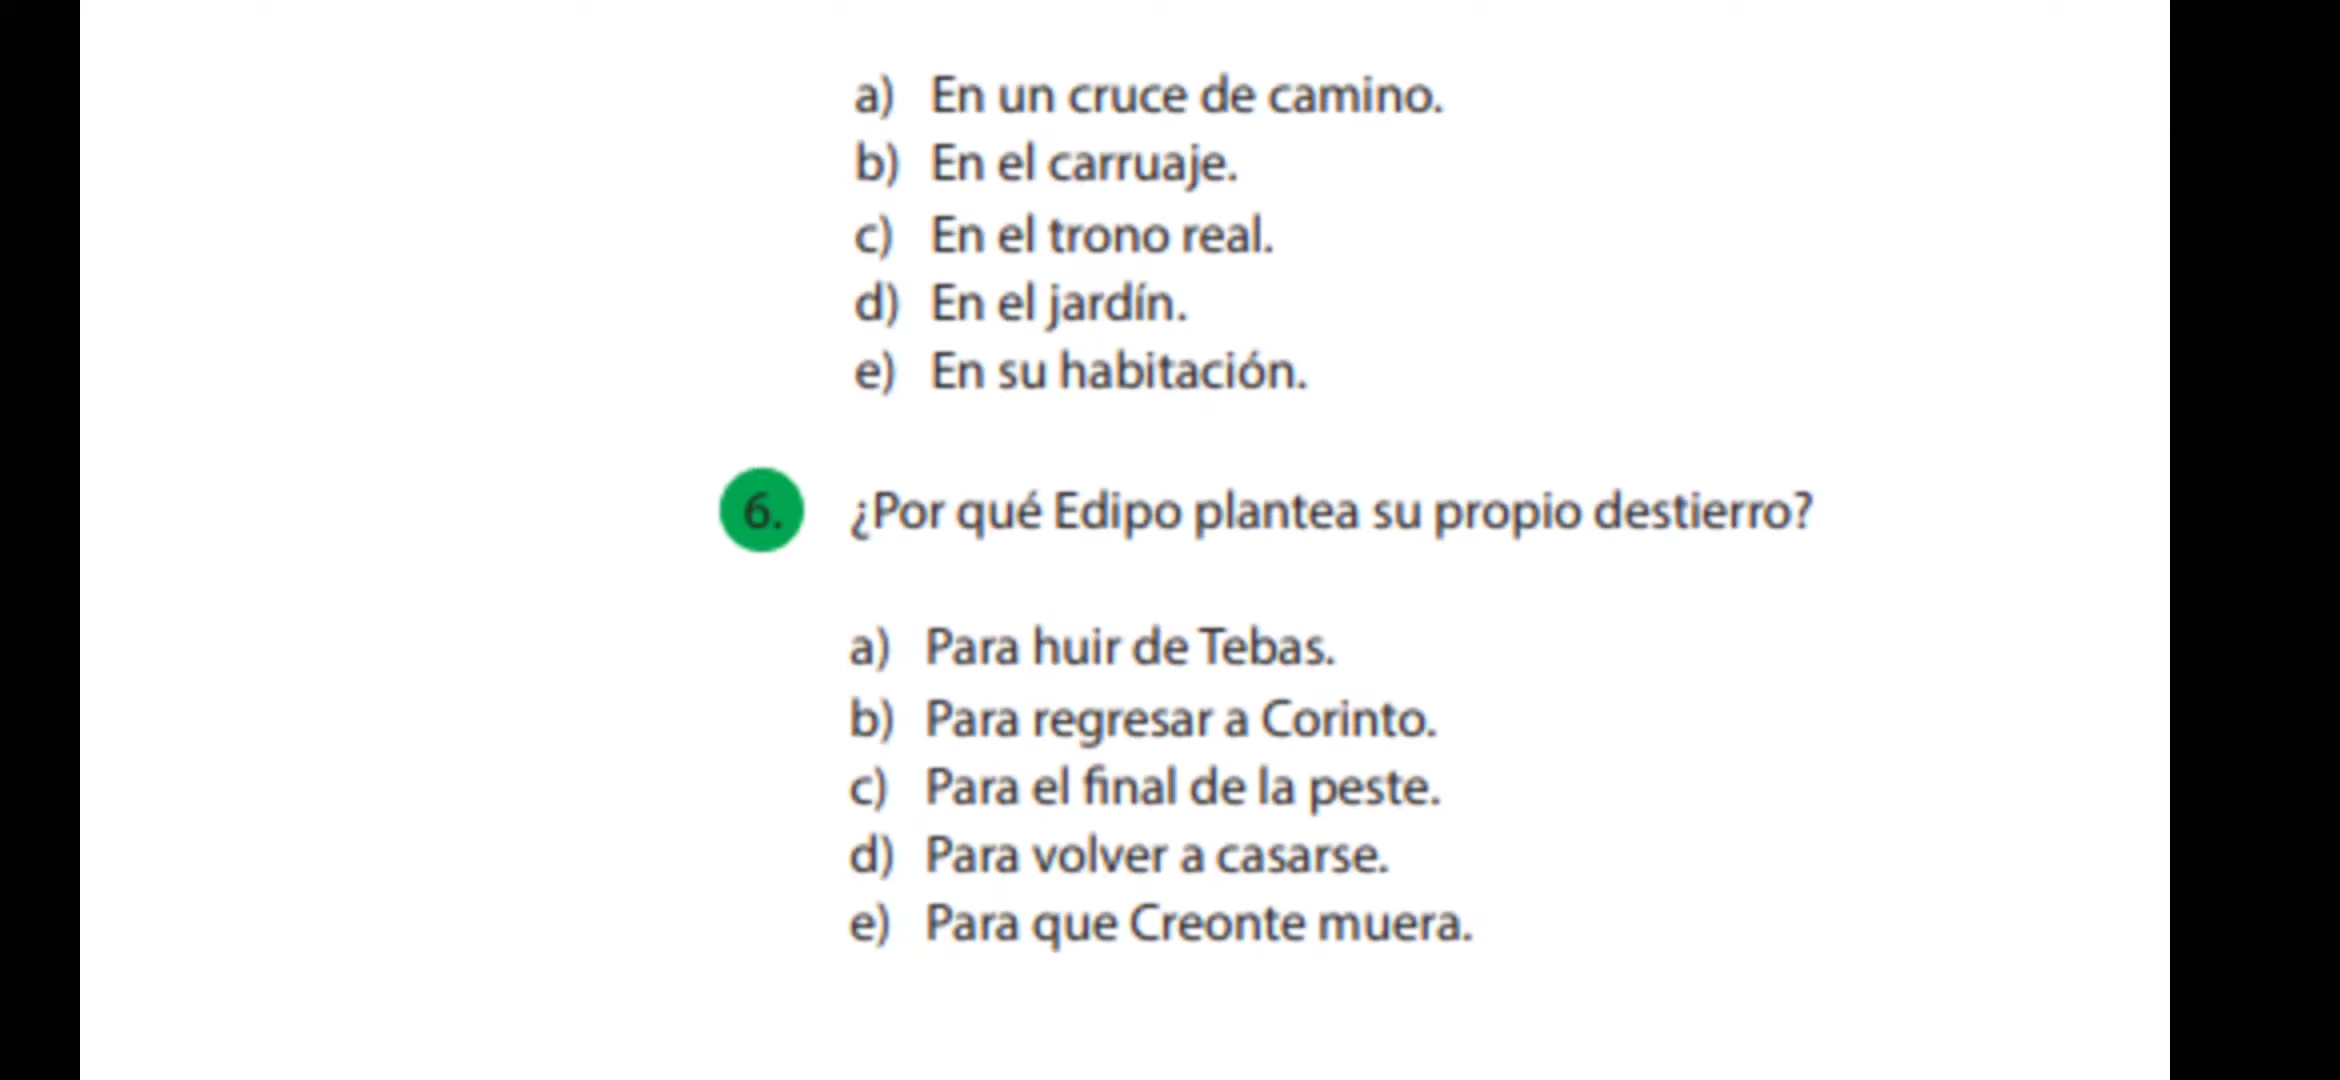 a) En un cruce de camino.
b) En el carruaje.
c) En el trono real.
d) En el jardín.
e) En su habitación.
6. ¿Por qué Edipo plantea su propio destierro?
a) Para huir de Tebas.
b) Para regresar a Corinto.
c) Para el final de la peste.
d) Para volver a casarse.
e) Para que Creonte muera.